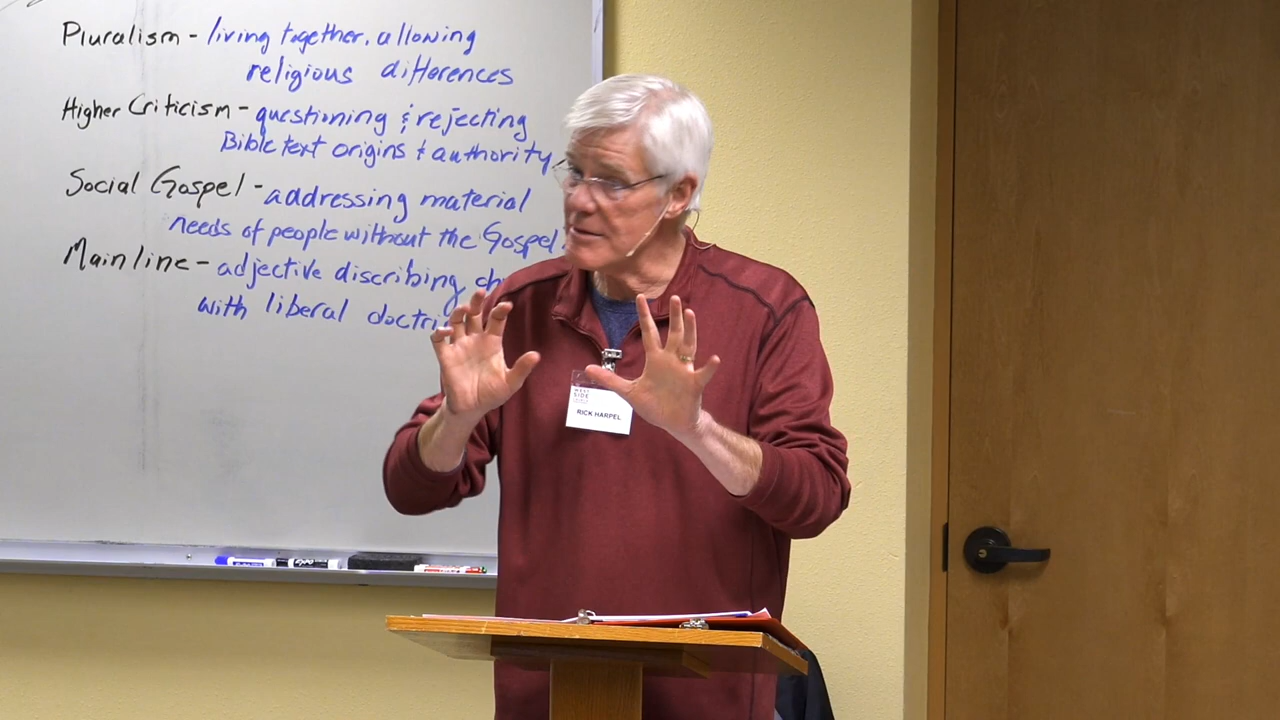 Pluralism - living together, allowing
religious differences
Higher Criticism - questioning & rejecting
Bible text origins & authority
Social Gospel - addressing material
needs of people without the Gospel
Mainline - adjective discribing
with liberal
SIDE
RICK HARPEL